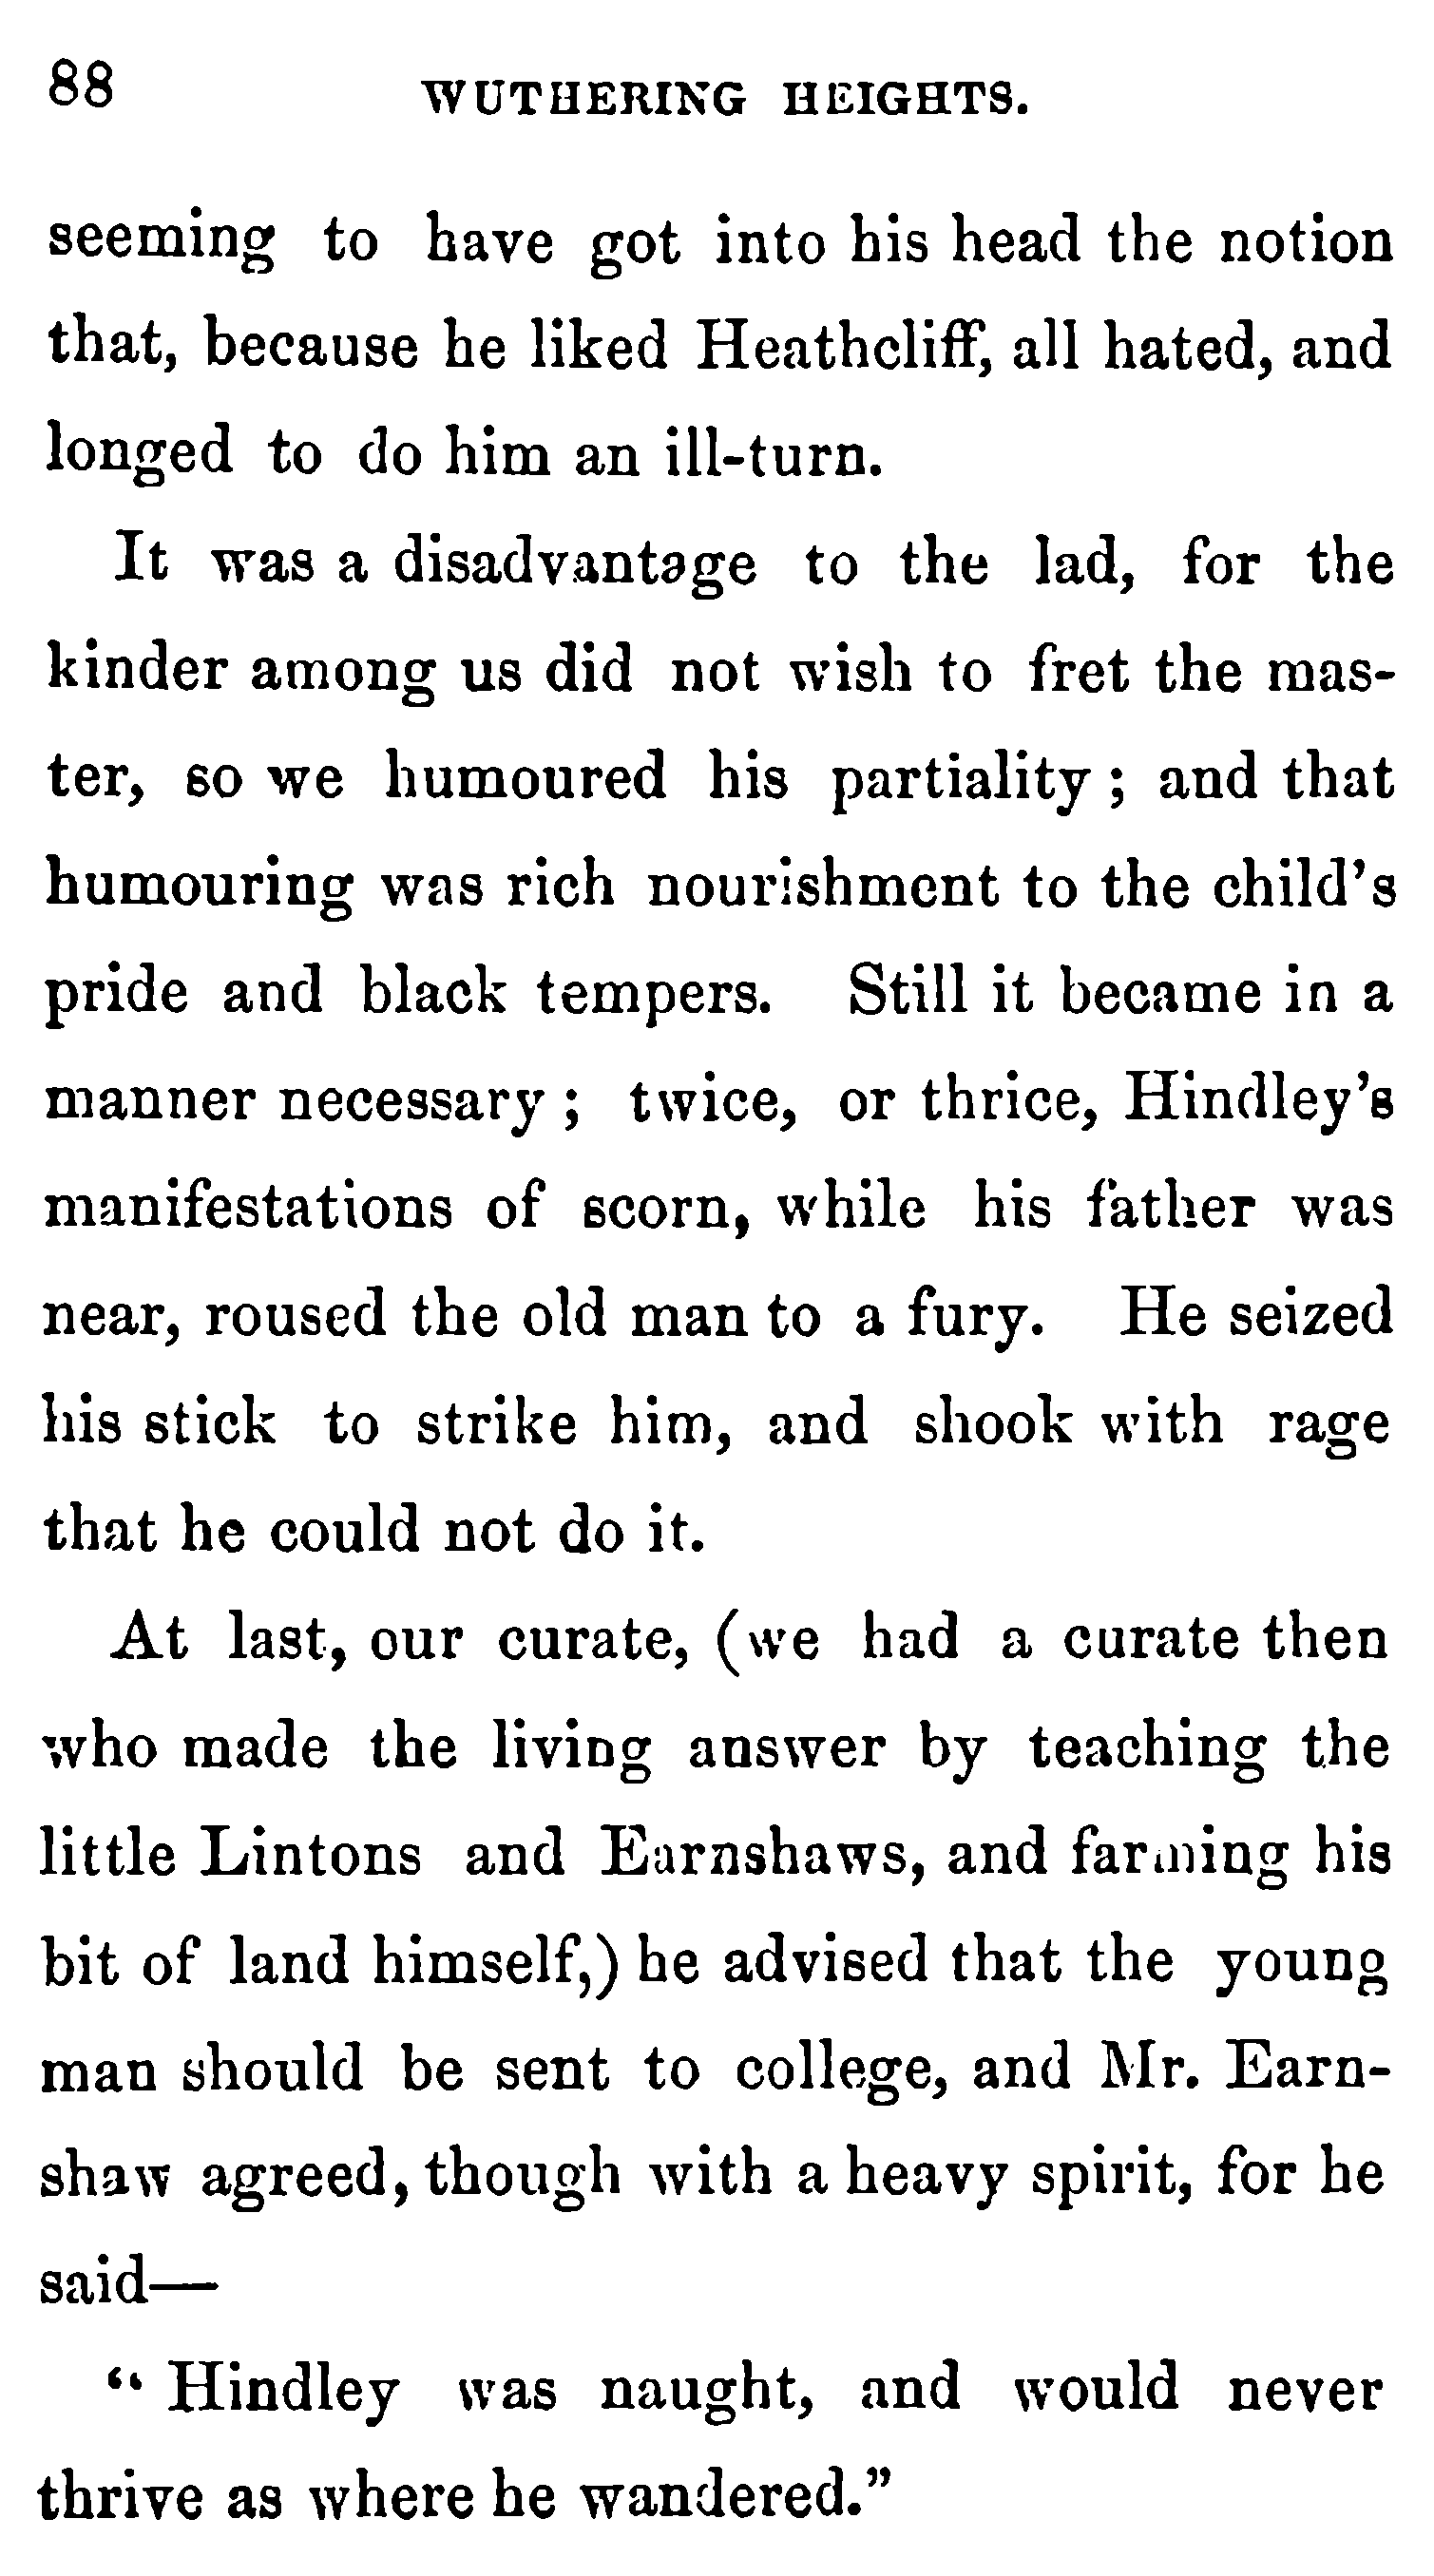 88 WUTHERING HEIGHTS.
seeming to have got into his head the notion
that, because he liked Heathcliff, all hated, and
longed to do him an ill-turn.
It was a disadvantage to the lad, for the
kinder among us did not wish to fret the mas-
ter, so we humoured his partiality; and that
humouring was rich nourishment to the child's
pride and black tempers. Still it became in a
manner necessary; twice, or thrice, Hindley's
manifestations of scorn, while his father was
near, roused the old man to a fury. He seized
his stick to strike him, and shook with rage
that he could not do it.
At last, our curate, (we had a curate then
who made the living answer by teaching the
little Lintons and Earnshaws, and farming his
bit of land himself,) he advised that the young
man should be sent to college, and Mr. Earn-
shaw agreed, though with a heavy spirit, for he
said—
"Hindley was naught, and would never
thrive as where he wandered."